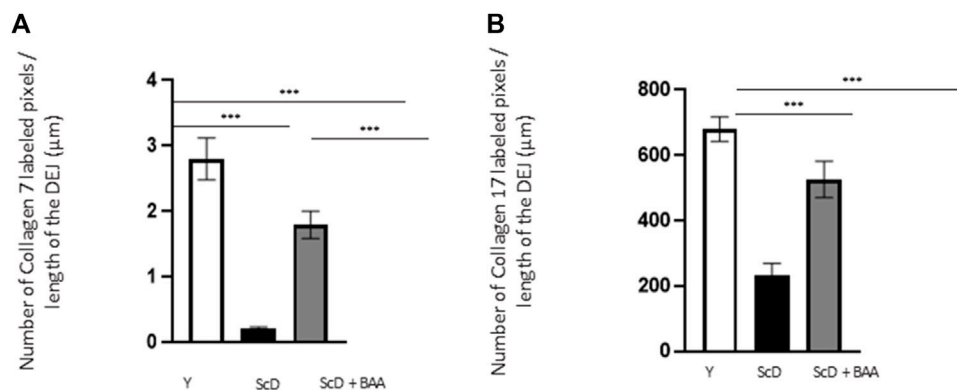 A
Number of Collagen 7 labeled pixels /
length of the DEJ (µm)
4
3
2
1
0
***
***
***
Y
ScD
ScD + BAA
B
Number of Collagen 17 labeled pixels /
length of the DEJ (µm)
800
600
400
200
0
***
***
Y
ScD
ScD + BAA